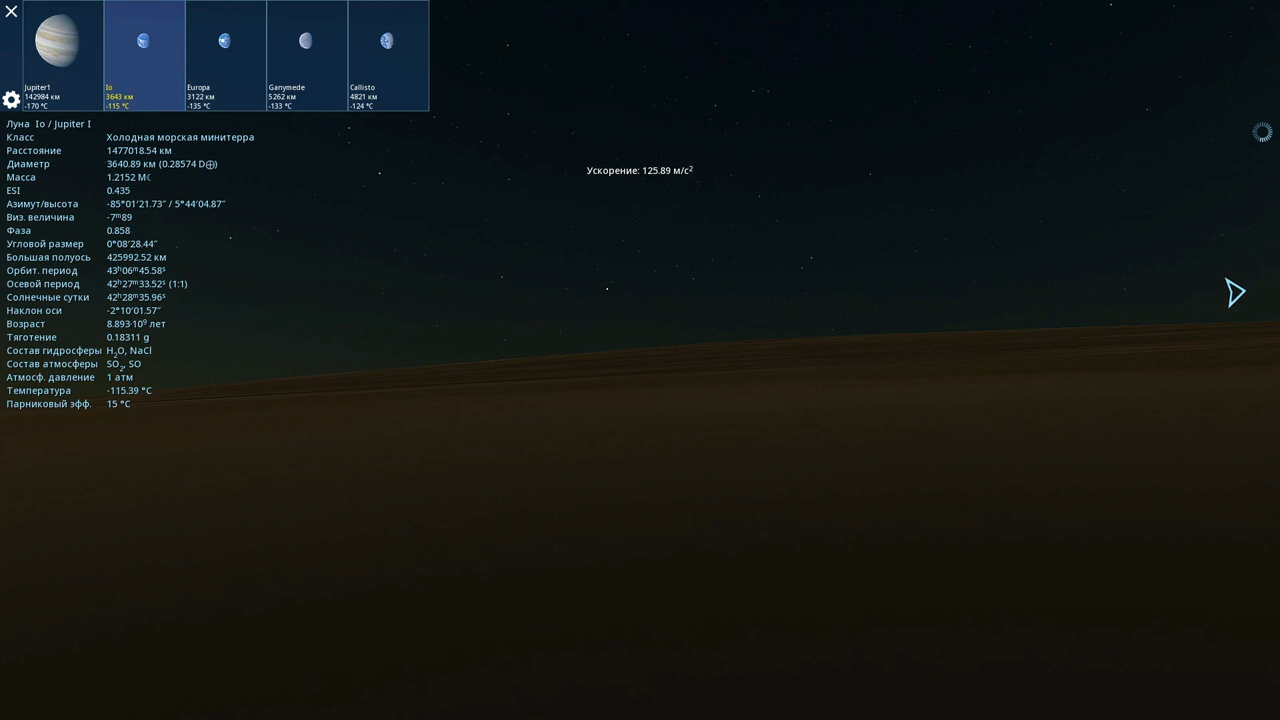 Jupiter1
142984 км
-170 °C
Io
3643 км
-115 °C
Europa
3122 км
-135 °C
Ganymede
5262 км
-133 °C
Callisto
4821 км
-124 °C
Луна Io / Jupiter I
Класс Холодная морская минитерра
Расстояние 1477018.54 км
Диаметр 3640.89 км (0.28574 D⊕)
Масса 1.2152 M☾
ESI 0.435
Азимут/высота -85°01′21.73″ / 5°44′04.87″
Виз. величина -7ᵐ89
Фаза 0.858
Угловой размер 0°08′28.44″
Большая полуось 425992.52 км
Орбит. период 43ʰ06ᵐ45.58ˢ
Осевой период 42ʰ27ᵐ33.52ˢ (1:1)
Солнечные сутки 42ʰ28ᵐ35.96ˢ
Наклон оси -2°10′01.57″
Возраст 8.893·10⁹ лет
Тяготение 0.18311 g
Состав гидросферы H₂O, NaCl
Состав атмосферы SO₂, SO
Атмосф. давление 1 атм
Температура -115.39 °C
Парниковый эфф. 15 °C
Ускорение: 125.89 м/с²